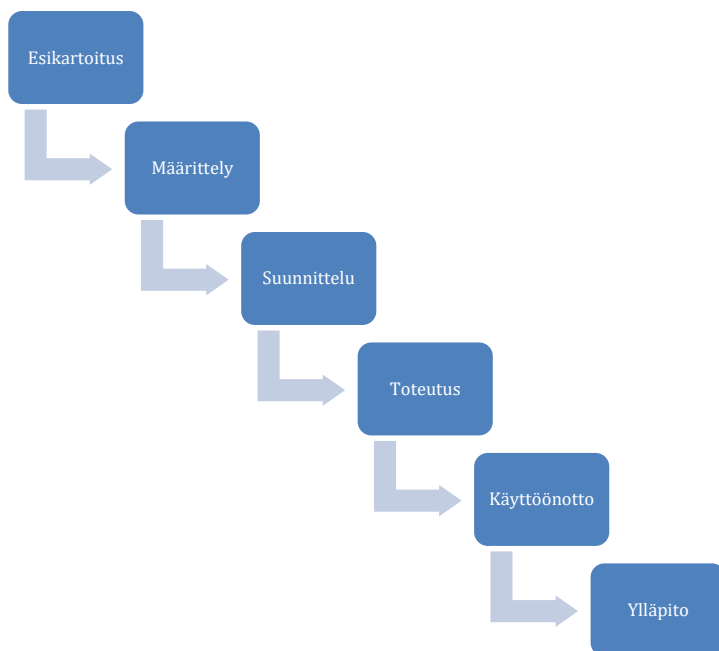 Esikartoitus
Määrittely
Suunnittelu
Toteutus
Käyttöönotto
Ylläpito